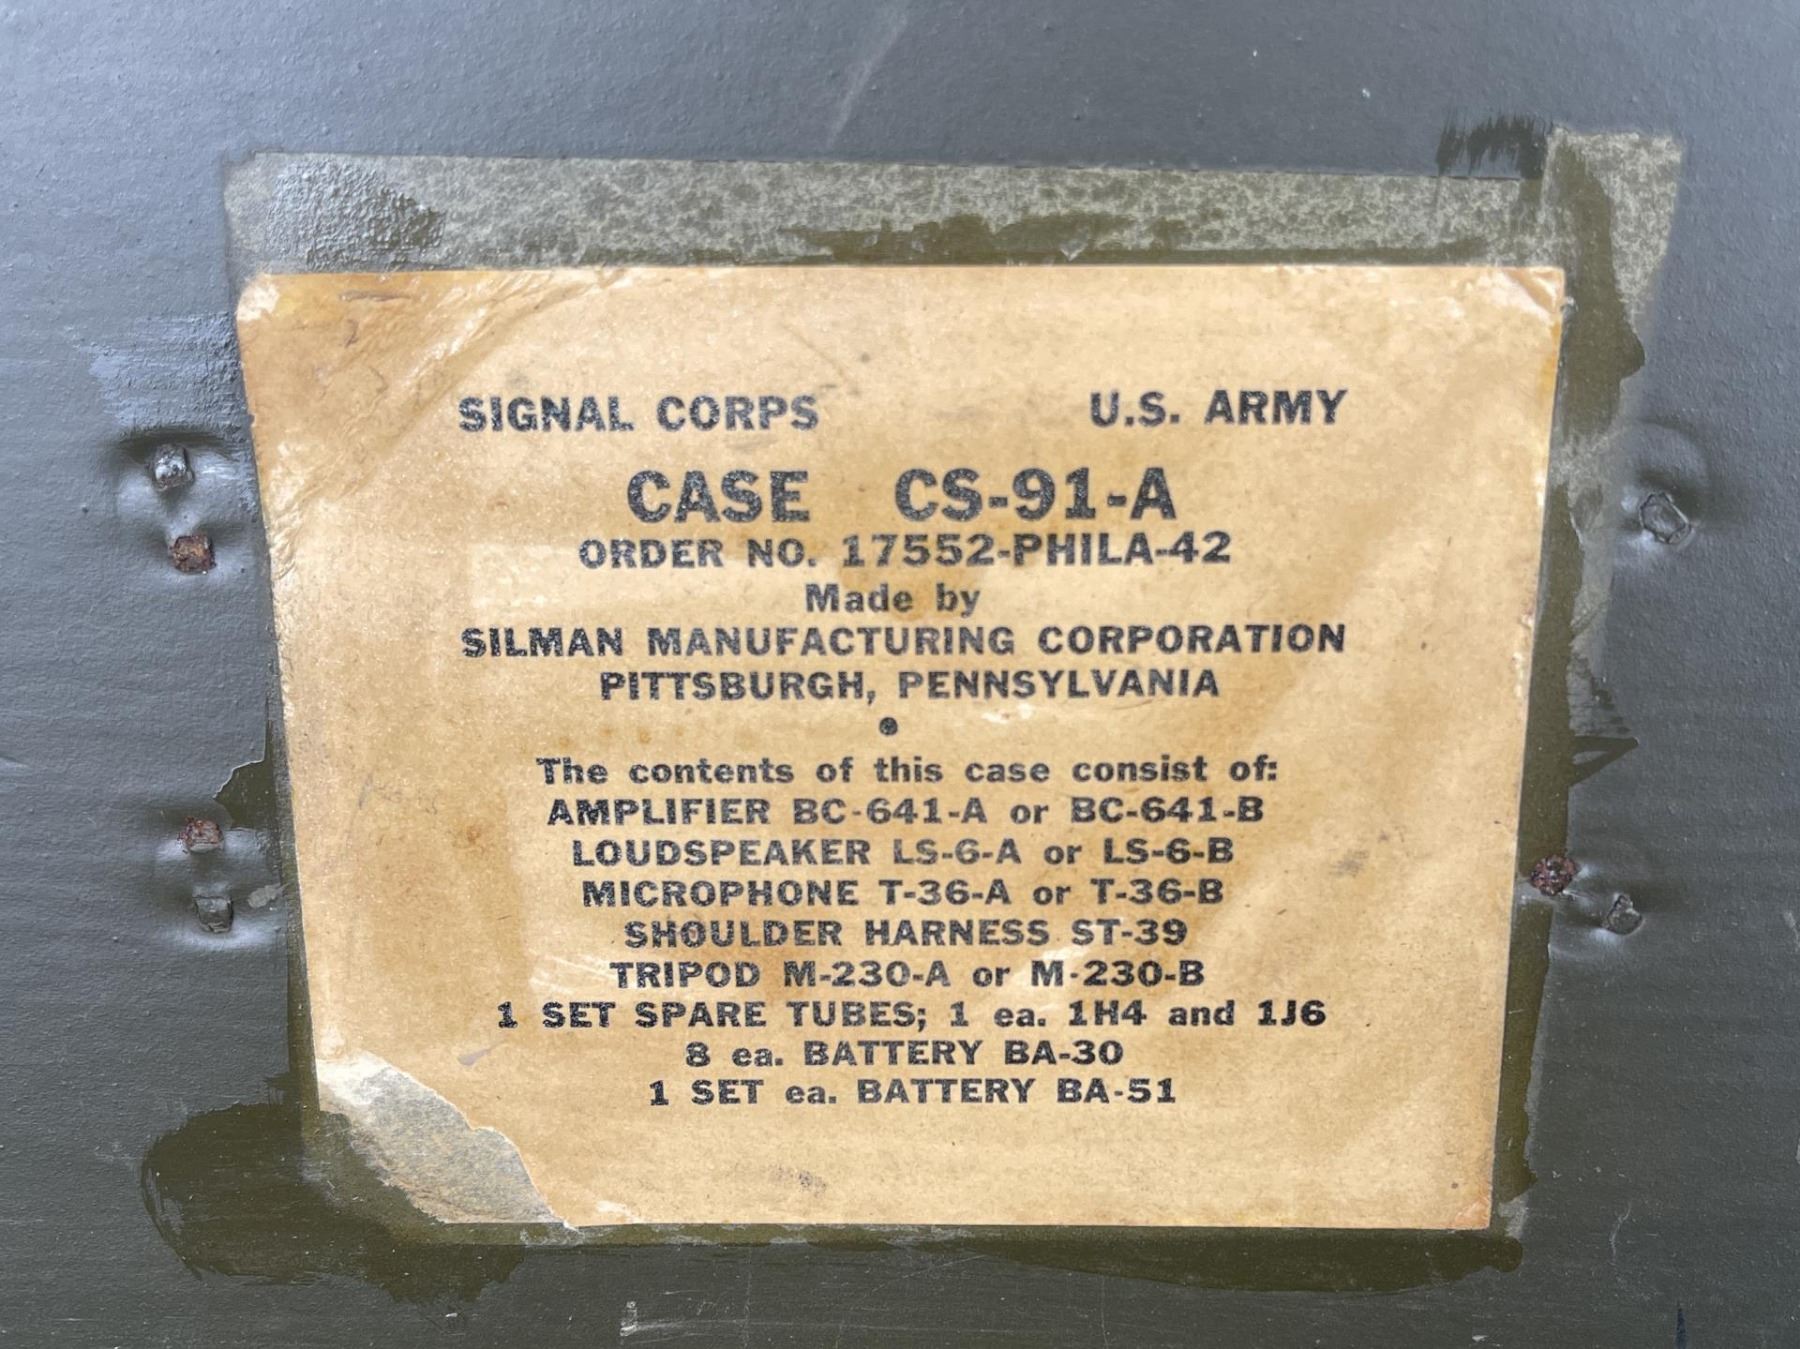 SIGNAL CORPS U.S. ARMY
CASE CS-91-A
ORDER NO. 17552-PHILA-42
Made by
SILMAN MANUFACTURING CORPORATION
PITTSBURGH, PENNSYLVANIA
•
The contents of this case consist of:
AMPLIFIER BC-641-A or BC-641-B
LOUDSPEAKER LS-6-A or LS-6-B
MICROPHONE T-36-A or T-36-B
SHOULDER HARNESS ST-39
TRIPOD M-230-A or M-230-B
1 SET SPARE TUBES; 1 ea. 1H4 and 1J6
8 ea. BATTERY BA-30
1 SET ea. BATTERY BA-51